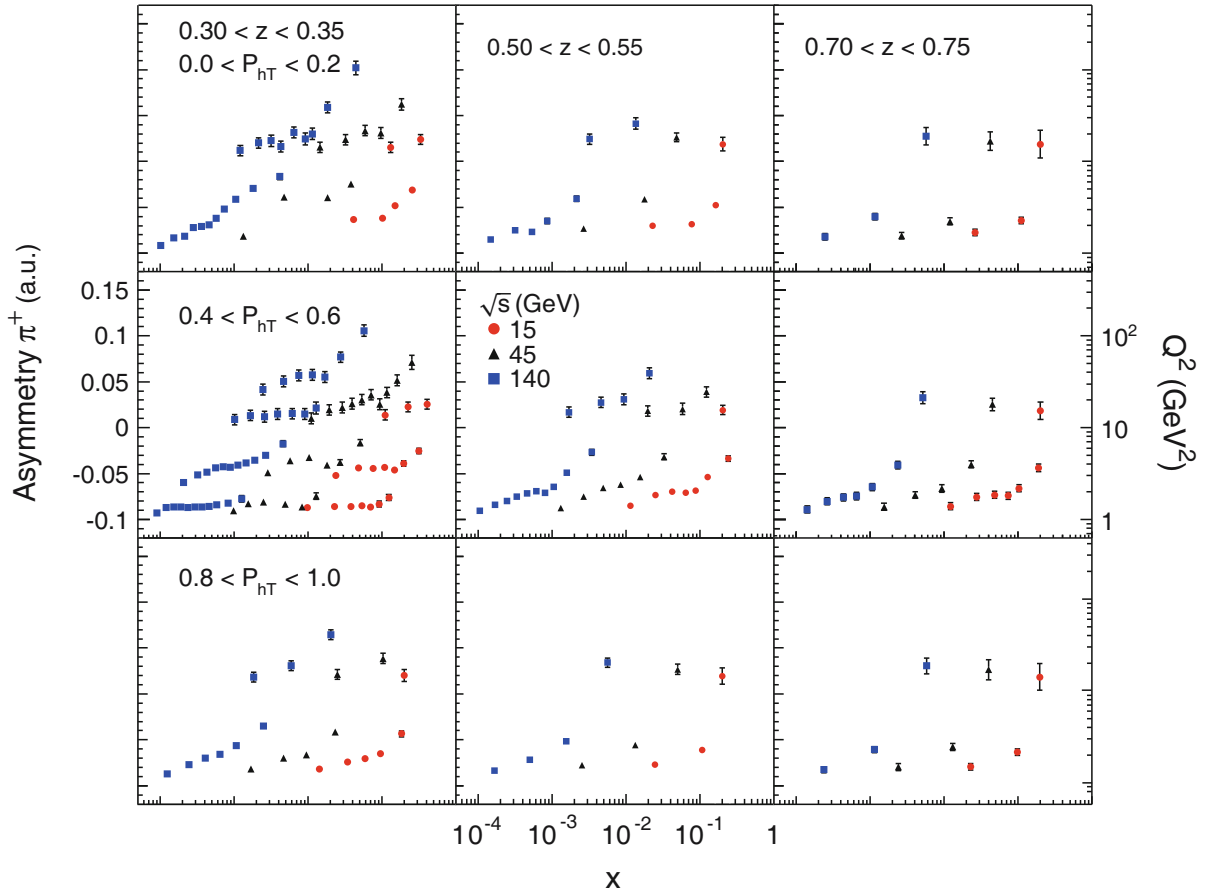 0.30 < z < 0.35
0.0 < P_hT < 0.2
0.50 < z < 0.55
0.70 < z < 0.75
Asymmetry π⁺ (a.u.)
0.15
0.1
0.05
0
-0.05
-0.1
0.4 < P_hT < 0.6
√s (GeV)
15
45
140
10²
10
1
Q² (GeV²)
0.8 < P_hT < 1.0
10⁻⁴ 10⁻³ 10⁻² 10⁻¹ 1
x